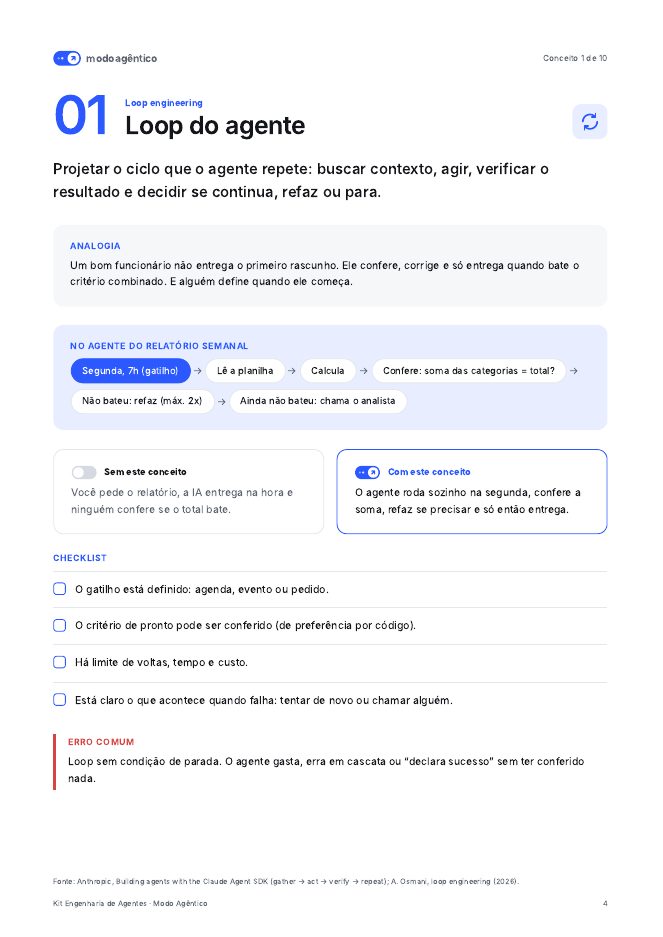 modoagêntico
Conceito 1 de 10
01
Loop engineering
Loop do agente
Projetar o ciclo que o agente repete: buscar contexto, agir, verificar o
resultado e decidir se continua, refaz ou para.
ANALOGIA
Um bom funcionário não entrega o primeiro rascunho. Ele confere, corrige e só entrega quando bate o
critério combinado. E alguém define quando ele começa.
NO AGENTE DO RELATÓRIO SEMANAL
Segunda, 7h (gatilho) → Lê a planilha → Calcula → Confere: soma das categorias = total? →
Não bateu: refaz (máx. 2x) → Ainda não bateu: chama o analista
Sem este conceito
Você pede o relatório, a IA entrega na hora e
ninguém confere se o total bate.
Com este conceito
O agente roda sozinho na segunda, confere a
soma, refaz se precisar e só então entrega.
CHECKLIST
O gatilho está definido: agenda, evento ou pedido.
O critério de pronto pode ser conferido (de preferência por código).
Há limite de voltas, tempo e custo.
Está claro o que acontece quando falha: tentar de novo ou chamar alguém.
ERRO COMUM
Loop sem condição de parada. O agente gasta, erra em cascata ou “declara sucesso” sem ter conferido
nada.
Fonte: Anthropic, Building agents with the Claude Agent SDK (gather → act → verify → repeat); A. Osmani, loop engineering (2026).
Kit Engenharia de Agentes · Modo Agêntico
4